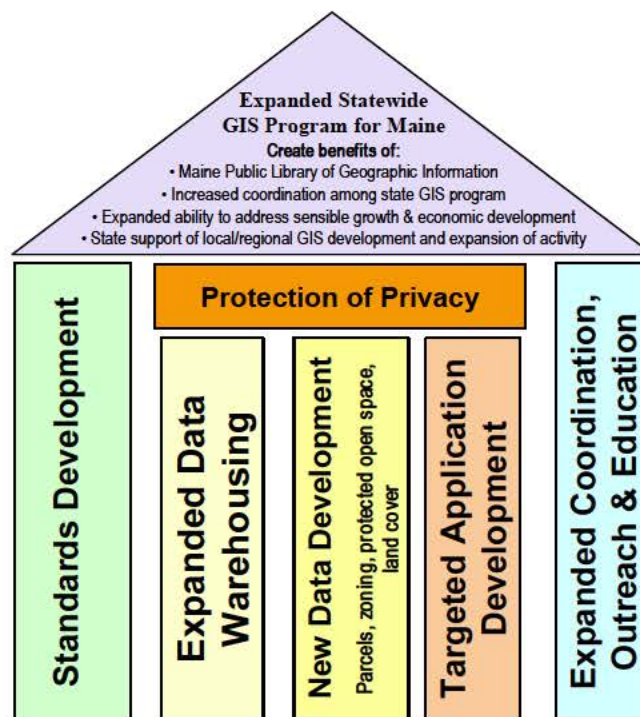 Expanded Statewide
GIS Program for Maine
Create benefits of:
• Maine Public Library of Geographic Information
• Increased coordination among state GIS program
• Expanded ability to address sensible growth & economic development
• State support of local/regional GIS development and expansion of activity
Standards Development
Protection of Privacy
Expanded Data
Warehousing
New Data Development
Parcels, zoning, protected open space,
land cover
Targeted Application
Development
Expanded Coordination,
Outreach & Education